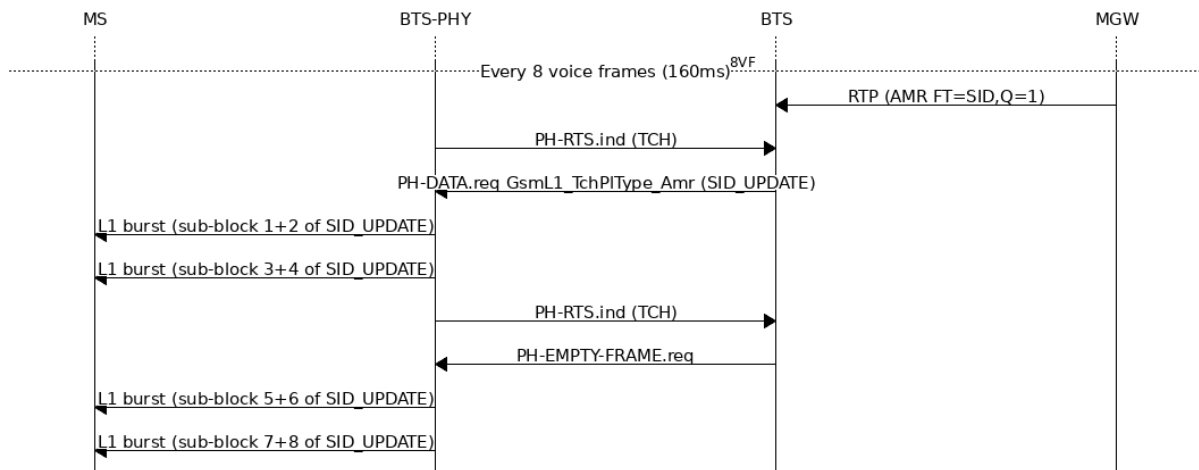 MS BTS-PHY BTS MGW
Every 8 voice frames (160ms) 8VF
RTP (AMR FT=SID,Q=1)
PH-RTS.ind (TCH)
PH-DATA.req GsmL1_TchPlType_Amr (SID_UPDATE)
L1 burst (sub-block 1+2 of SID_UPDATE)
L1 burst (sub-block 3+4 of SID_UPDATE)
PH-RTS.ind (TCH)
PH-EMPTY-FRAME.req
L1 burst (sub-block 5+6 of SID_UPDATE)
L1 burst (sub-block 7+8 of SID_UPDATE)